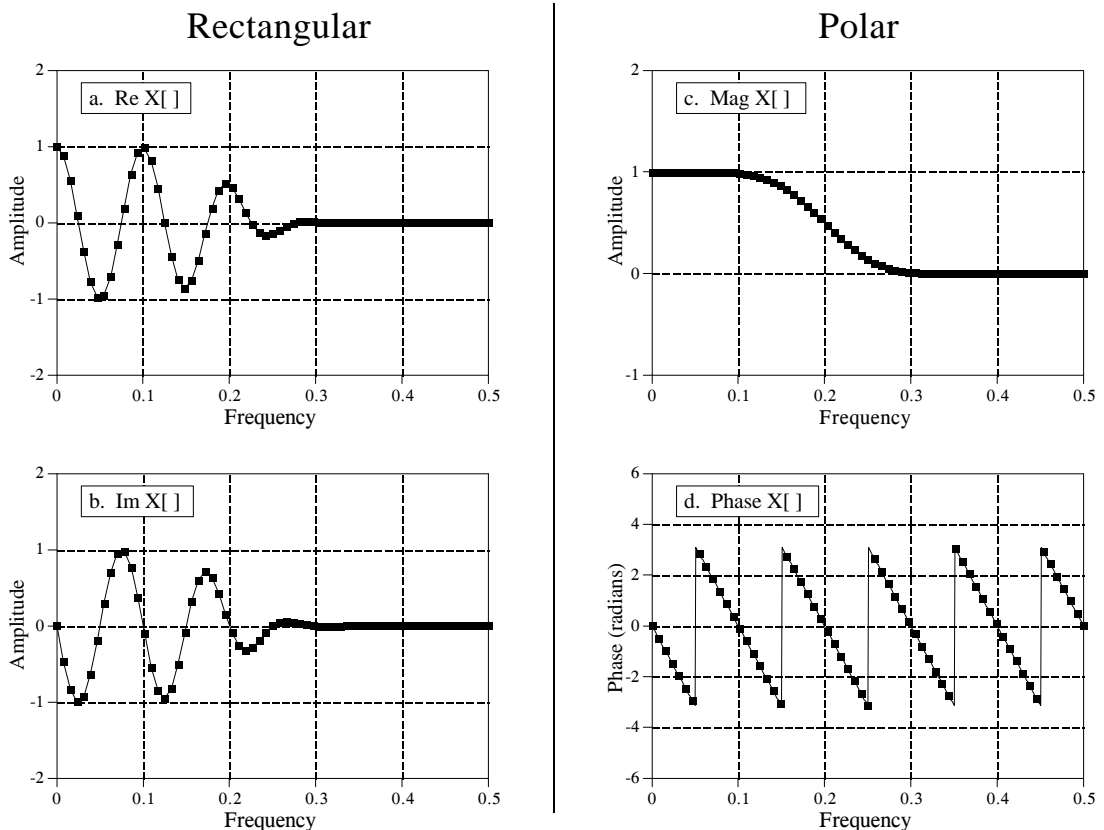 Rectangular
Polar
2
1
0
-1
-2
Amplitude
a. Re X[ ]
0 0.1 0.2 0.3 0.4 0.5
Frequency
2
1
0
-1
Amplitude
c. Mag X[ ]
0 0.1 0.2 0.3 0.4 0.5
Frequency
2
1
0
-1
-2
Amplitude
b. Im X[ ]
0 0.1 0.2 0.3 0.4 0.5
Frequency
6
4
2
0
-2
-4
-6
Phase (radians)
d. Phase X[ ]
0 0.1 0.2 0.3 0.4 0.5
Frequency